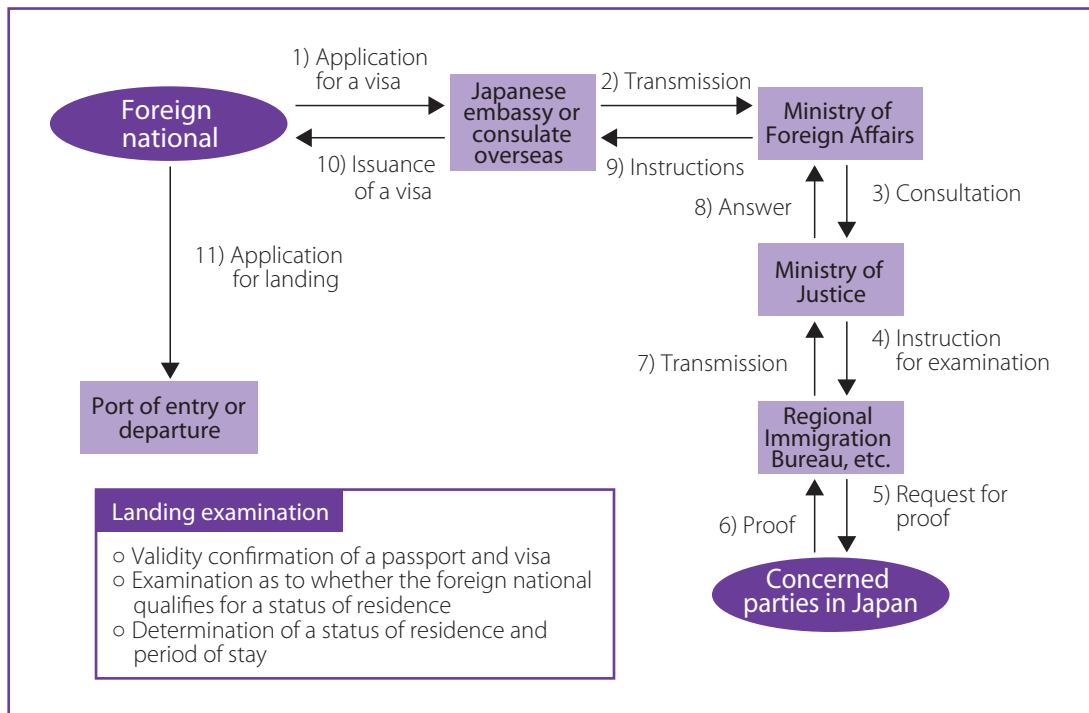 1) Application
for a visa
Foreign
national
Japanese
embassy or
consulate
overseas
2) Transmission
Ministry of
Foreign Affairs
10) Issuance
of a visa
9) Instructions
8) Answer
3) Consultation
11) Application
for landing
Ministry of
Justice
7) Transmission
4) Instruction
for examination
Port of entry or
departure
Regional
Immigration
Bureau, etc.
6) Proof
5) Request for
proof
Concerned
parties in Japan
Landing examination
○ Validity confirmation of a passport and visa
○ Examination as to whether the foreign national
qualifies for a status of residence
○ Determination of a status of residence and
period of stay